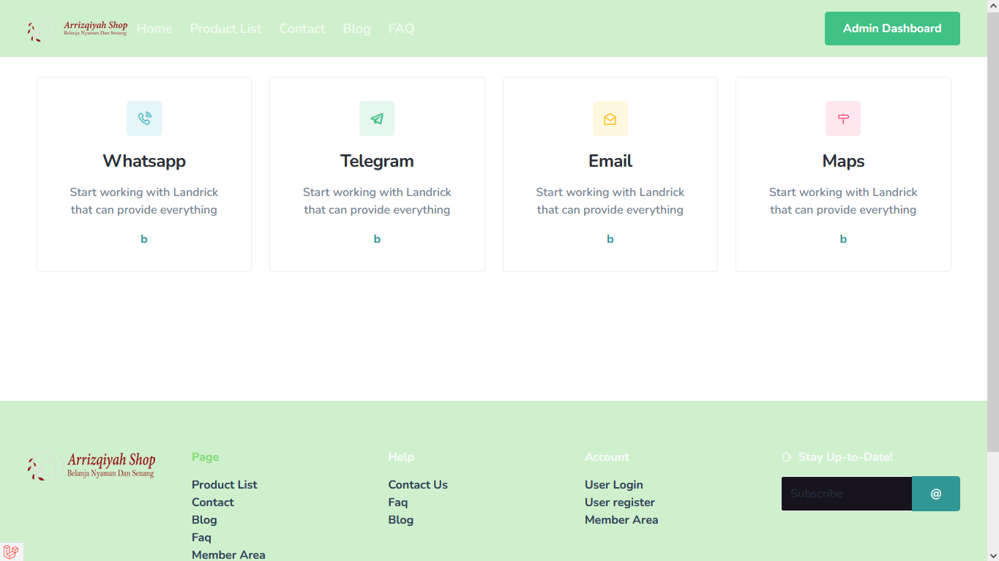 Arrizqiyah Shop
Belanja Nyaman Dan Senang
Home Product List Contact Blog FAQ
Admin Dashboard
Whatsapp
Start working with Landrick
that can provide everything
b
Telegram
Start working with Landrick
that can provide everything
b
Email
Start working with Landrick
that can provide everything
b
Maps
Start working with Landrick
that can provide everything
b
Arrizqiyah Shop
Belanja Nyaman Dan Senang
Page
Product List
Contact
Blog
Faq
Member Area
Help
Contact Us
Faq
Blog
Account
User Login
User register
Member Area
Stay Up-to-Date!
Subscribe @